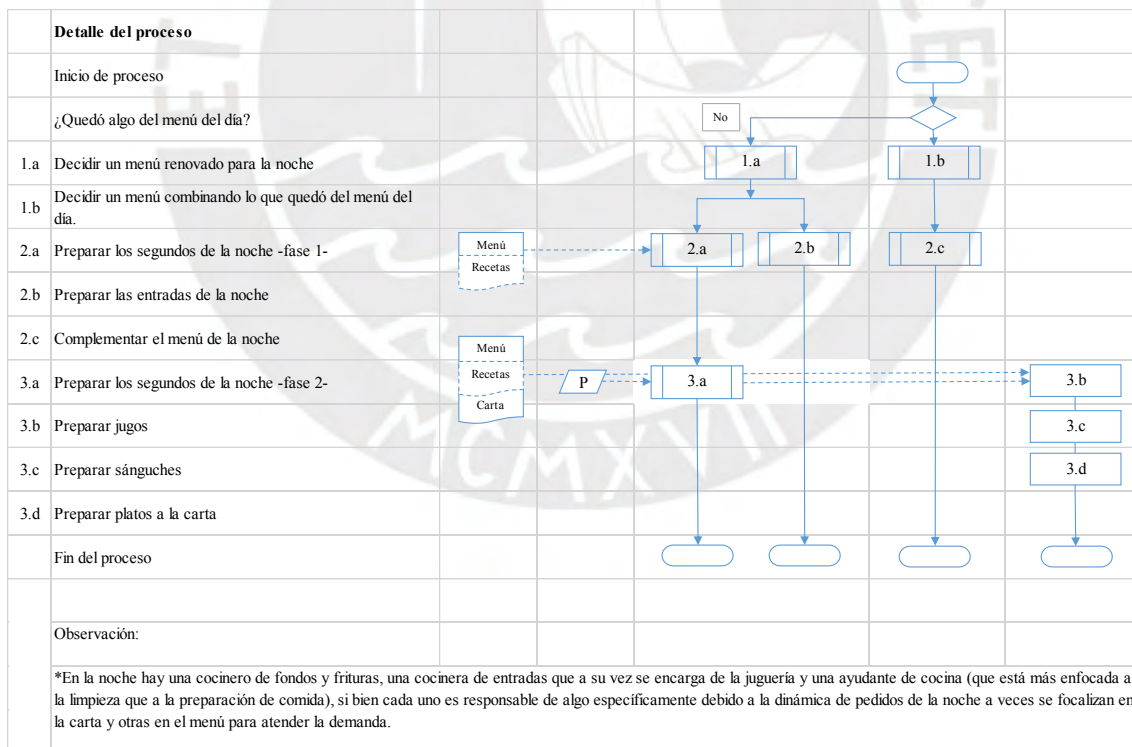 Detalle del proceso
Inicio de proceso
¿Quedó algo del menú del día?
No
1.a Decidir un menú renovado para la noche
1.a
1.b
1.b Decidir un menú combinando lo que quedó del menú del
día.
2.a Preparar los segundos de la noche -fase 1-
Menú
Recetas
2.a
2.b
2.c
2.b Preparar las entradas de la noche
2.c Complementar el menú de la noche
Menú
Recetas
Carta
3.a Preparar los segundos de la noche -fase 2-
P
3.a
3.b
3.b Preparar jugos
3.c
3.c Preparar sánguches
3.d
3.d Preparar platos a la carta
Fin del proceso
Observación:
*En la noche hay una cocinero de fondos y frituras, una cocinera de entradas que a su vez se encarga de la juguería y una ayudante de cocina (que está más enfocada a
la limpieza que a la preparación de comida), si bien cada uno es responsable de algo específicamente debido a la dinámica de pedidos de la noche a veces se focalizan en
la carta y otras en el menú para atender la demanda.
MCMXVII